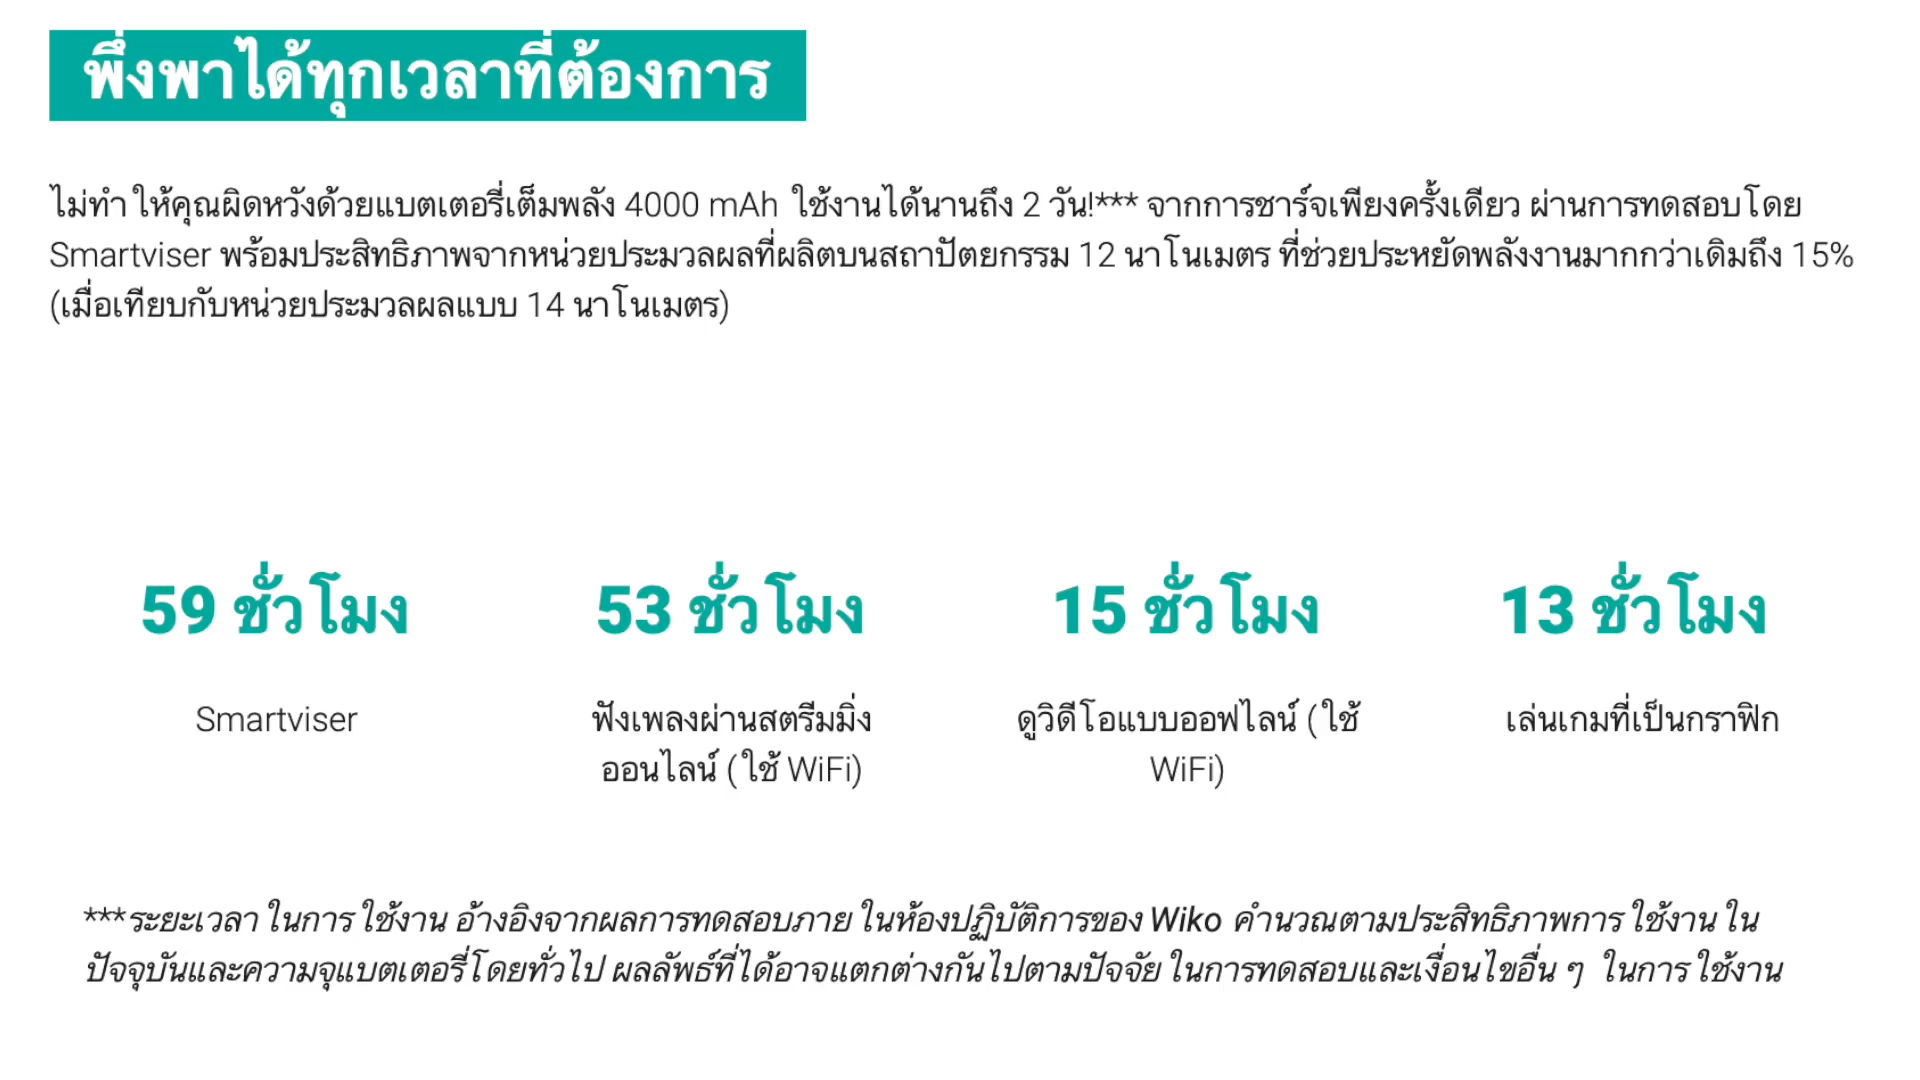 พึ่งพาได้ทุกเวลาที่ต้องการ
ไม่ทำให้คุณผิดหวังด้วยแบตเตอรี่เต็มพลัง 4000 mAh ใช้งานได้นานถึง 2 วัน!*** จากการชาร์จเพียงครั้งเดียว ผ่านการทดสอบโดย
Smartviser พร้อมประสิทธิภาพจากหน่วยประมวลผลที่ผลิตบนสถาปัตยกรรม 12 นาโนเมตร ที่ช่วยประหยัดพลังงานมากกว่าเดิมถึง 15%
(เมื่อเทียบกับหน่วยประมวลผลแบบ 14 นาโนเมตร)
59 ชั่วโมง
Smartviser
53 ชั่วโมง
ฟังเพลงผ่านสตรีมมิ่ง
ออนไลน์ (ใช้ WiFi)
15 ชั่วโมง
ดูวิดีโอแบบออฟไลน์ (ใช้
WiFi)
13 ชั่วโมง
เล่นเกมที่เป็นกราฟิก
***ระยะเวลาในการใช้งาน อ้างอิงจากผลการทดสอบภายในห้องปฏิบัติการของ Wiko คำนวณตามประสิทธิภาพการใช้งานใน
ปัจจุบันและความจุแบตเตอรี่โดยทั่วไป ผลลัพธ์ที่ได้อาจแตกต่างกันไปตามปัจจัยในการทดสอบและเงื่อนไขอื่น ๆ ในการใช้งาน